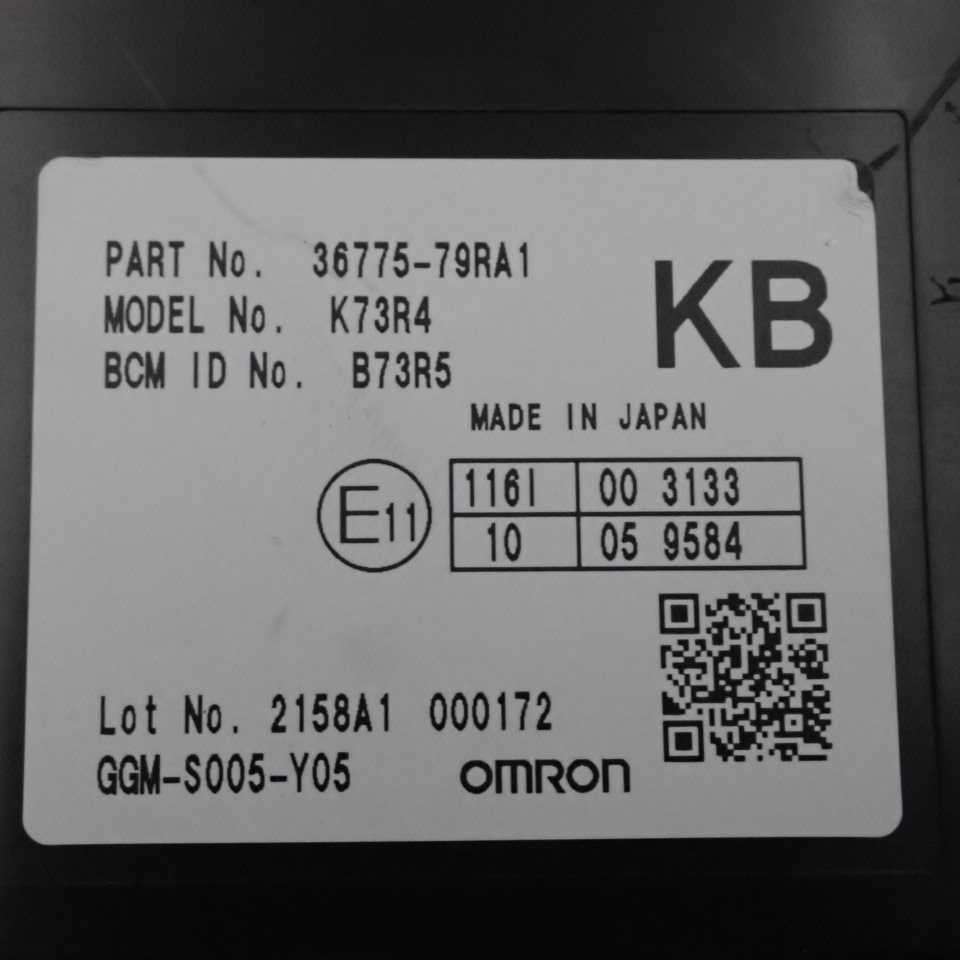 PART No. 36775-79RA1
MODEL No. K73R4
BCM ID No. B73R5
KB
MADE IN JAPAN
E11
116I 00 3133
10 05 9584
Lot No. 2158A1 000172
GGM-S005-Y05
OMRON